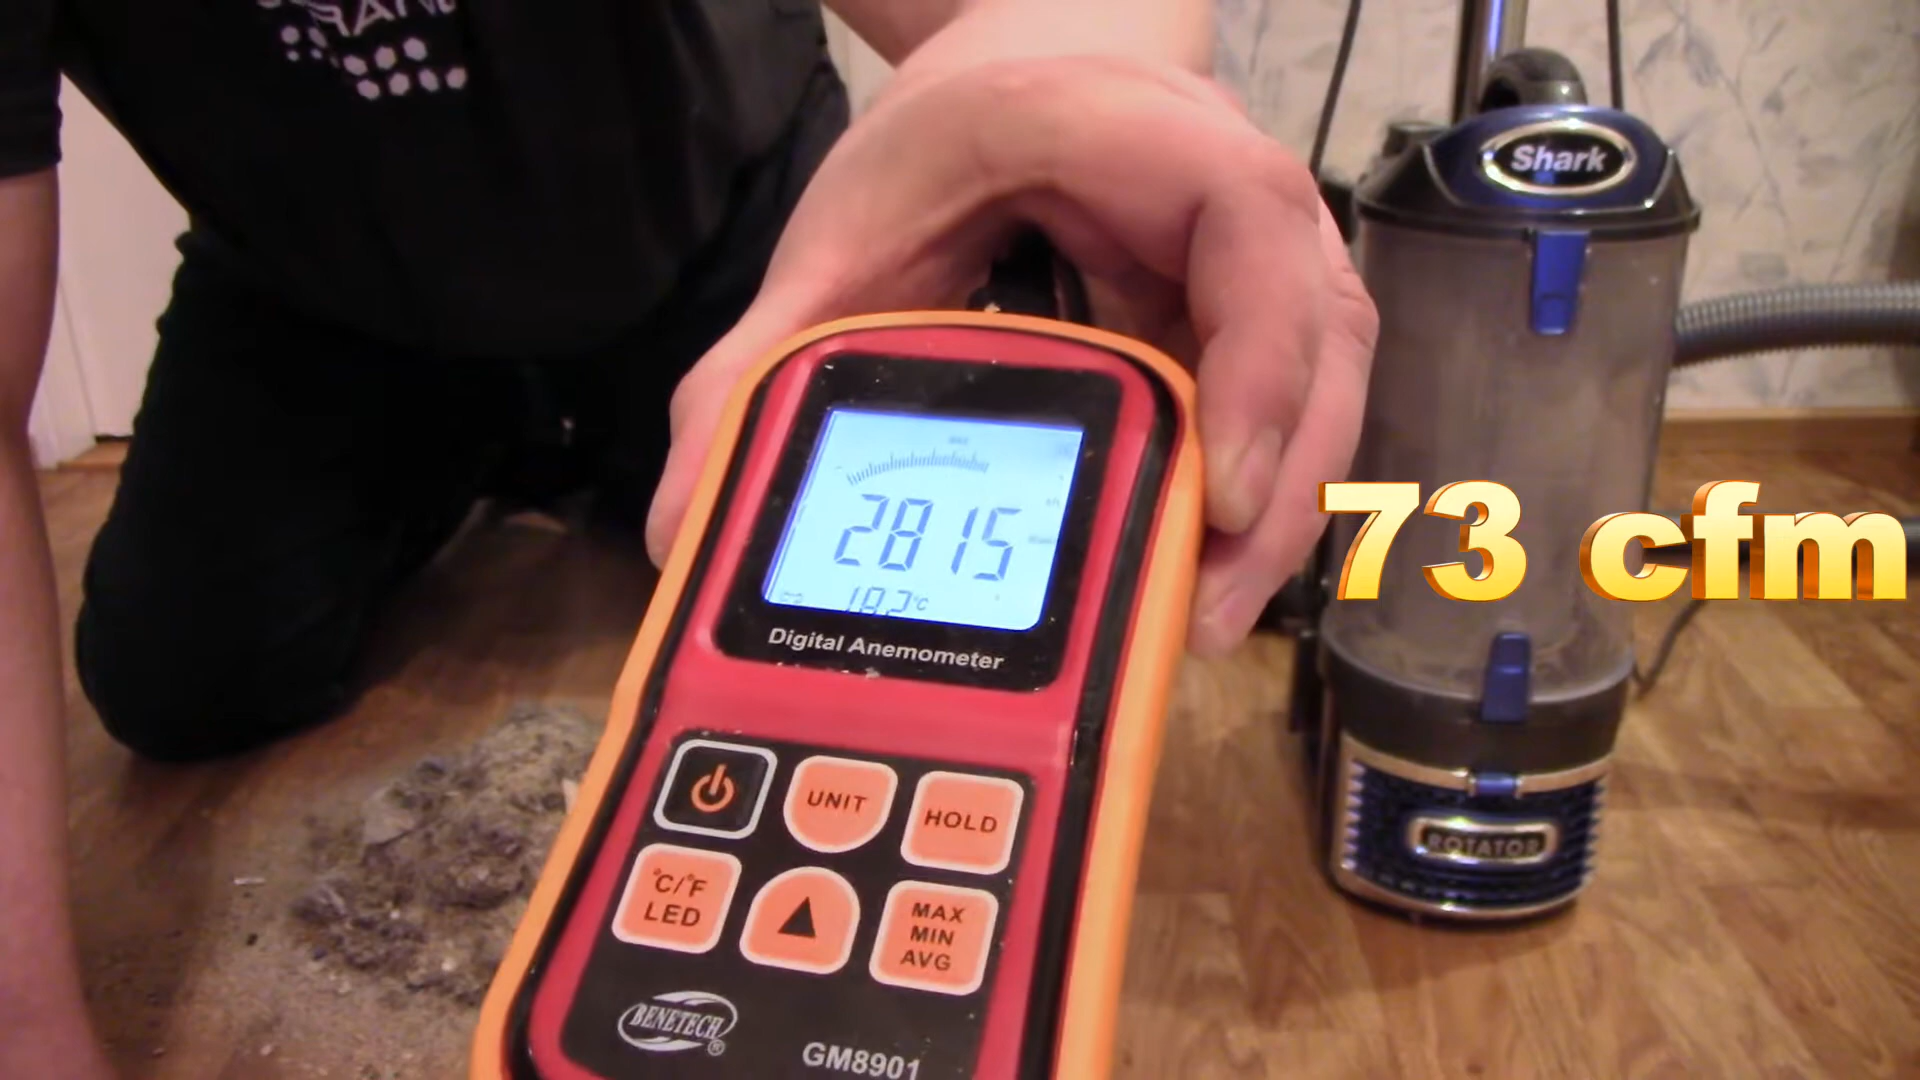 Shark
73 cfm
2815
18.2°C
Digital Anemometer
UNIT
HOLD
°C/°F
LED
MAX
MIN
AVG
ROTATOR
BENETECH®
GM8901